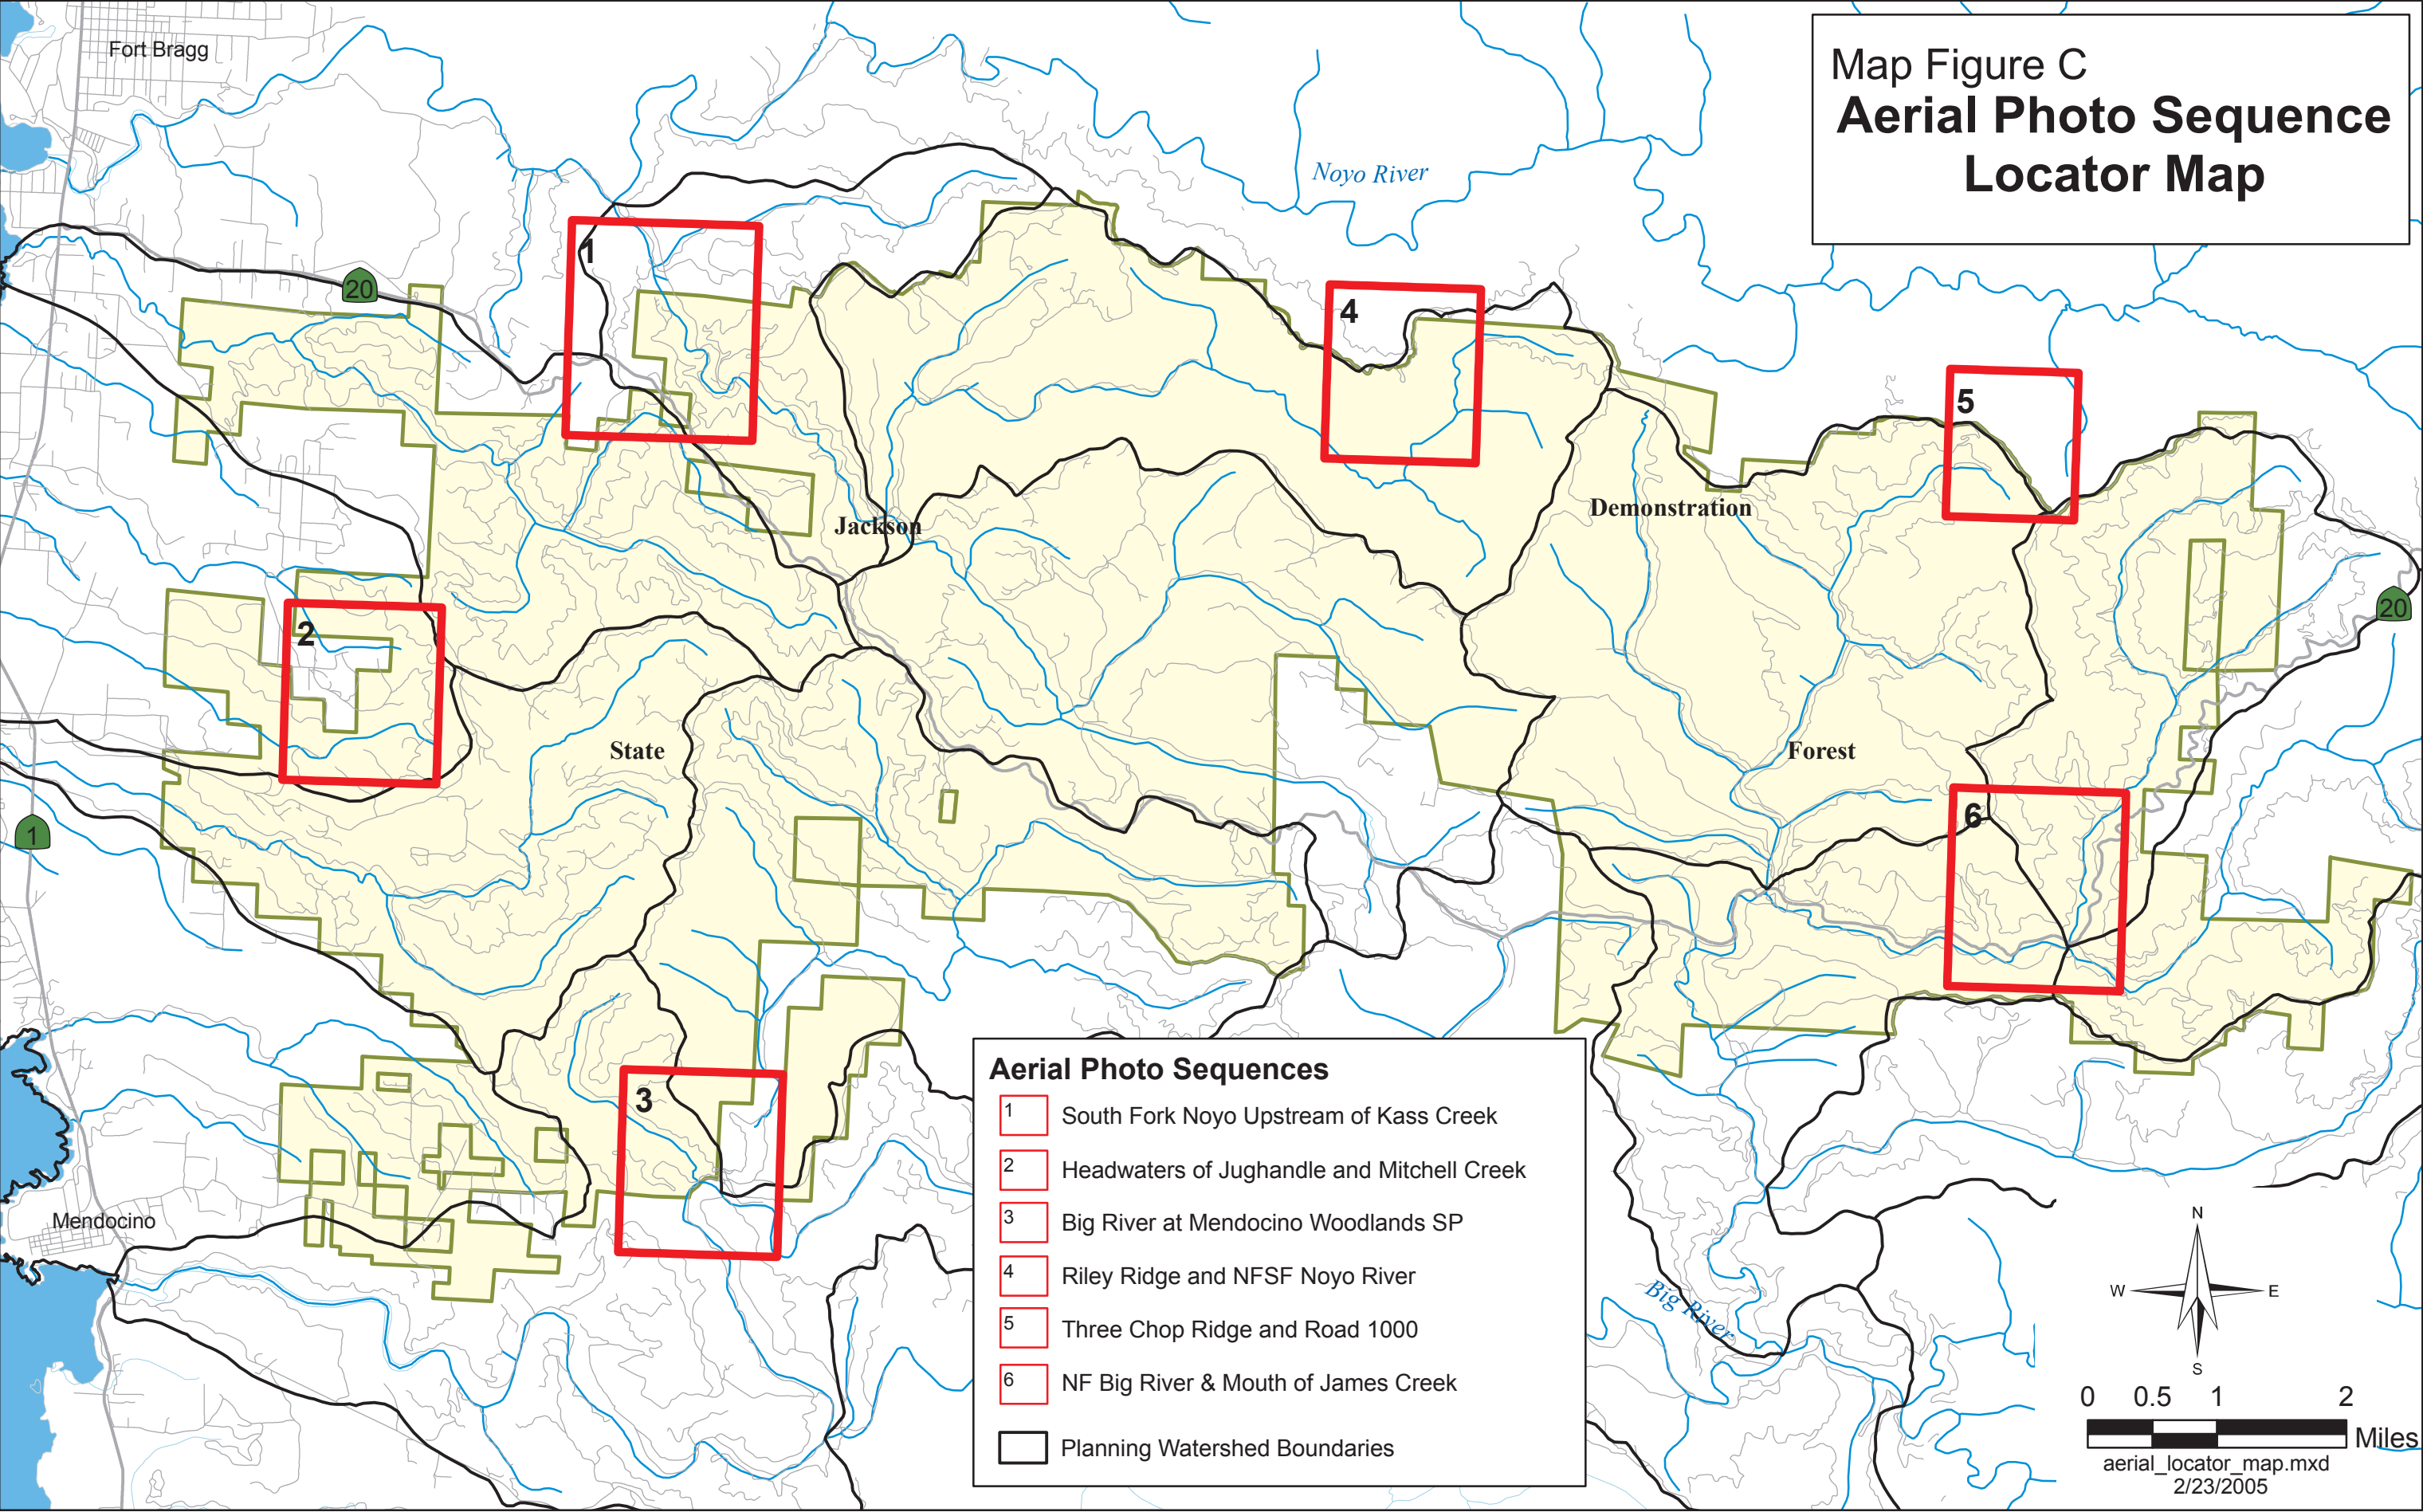 Map Figure C
Aerial Photo Sequence
Locator Map
Fort Bragg
Noyo River
20
1
4
5
Jackson
Demonstration
20
2
State
Forest
6
1
3
Mendocino
Big River
Aerial Photo Sequences
1 South Fork Noyo Upstream of Kass Creek
2 Headwaters of Jughandle and Mitchell Creek
3 Big River at Mendocino Woodlands SP
4 Riley Ridge and NFSF Noyo River
5 Three Chop Ridge and Road 1000
6 NF Big River & Mouth of James Creek
Planning Watershed Boundaries
N
W E
S
0 0.5 1 2
Miles
aerial_locator_map.mxd
2/23/2005